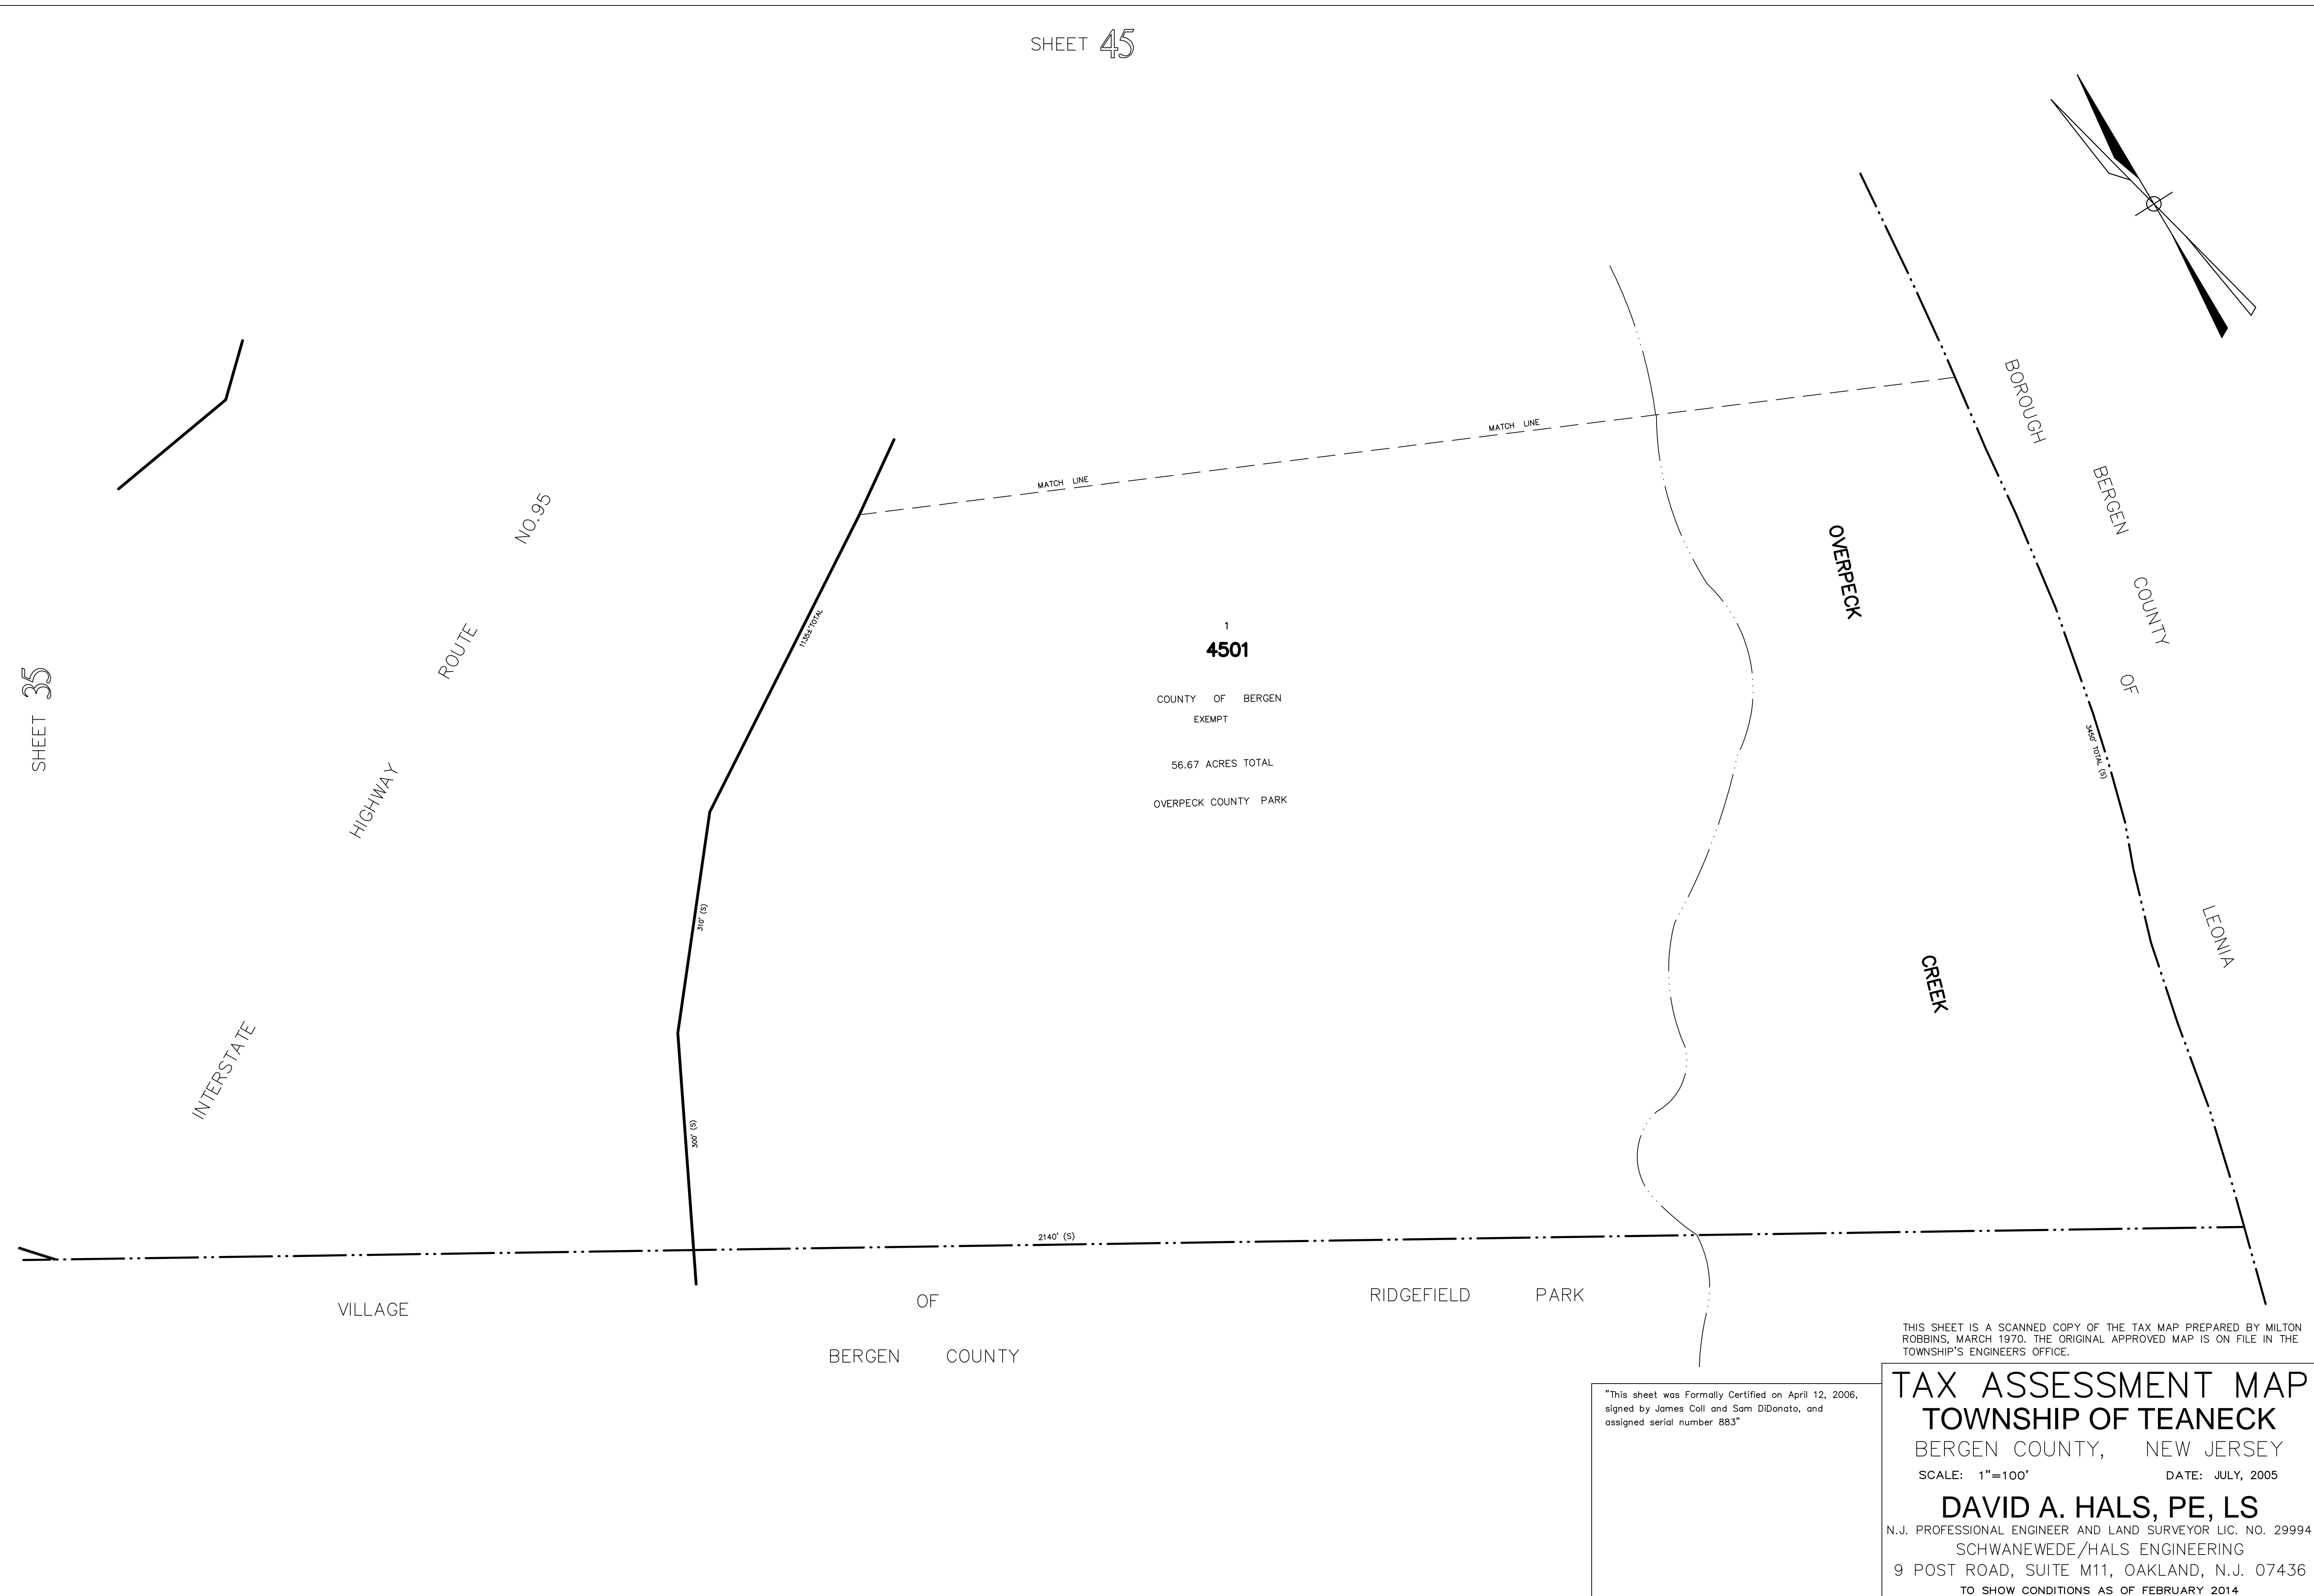 SHEET 45
SHEET 35
INTERSTATE HIGHWAY ROUTE NO.95
MATCH LINE
MATCH LINE
1135±'TOTAL
310' (S)
300' (S)
1
4501
COUNTY OF BERGEN
EXEMPT
56.67 ACRES TOTAL
OVERPECK COUNTY PARK
OVERPECK
CREEK
BOROUGH OF LEONIA
BERGEN COUNTY
3450' TOTAL (S)
2140' (S)
VILLAGE OF RIDGEFIELD PARK
BERGEN COUNTY
THIS SHEET IS A SCANNED COPY OF THE TAX MAP PREPARED BY MILTON
ROBBINS, MARCH 1970. THE ORIGINAL APPROVED MAP IS ON FILE IN THE
TOWNSHIP'S ENGINEERS OFFICE.
"This sheet was Formally Certified on April 12, 2006,
signed by James Coll and Sam DiDonato, and
assigned serial number 883"
TAX ASSESSMENT MAP
TOWNSHIP OF TEANECK
BERGEN COUNTY, NEW JERSEY
SCALE: 1"=100' DATE: JULY, 2005
DAVID A. HALS, PE, LS
N.J. PROFESSIONAL ENGINEER AND LAND SURVEYOR LIC. NO. 29994
SCHWANEWEDE/HALS ENGINEERING
9 POST ROAD, SUITE M11, OAKLAND, N.J. 07436
TO SHOW CONDITIONS AS OF FEBRUARY 2014